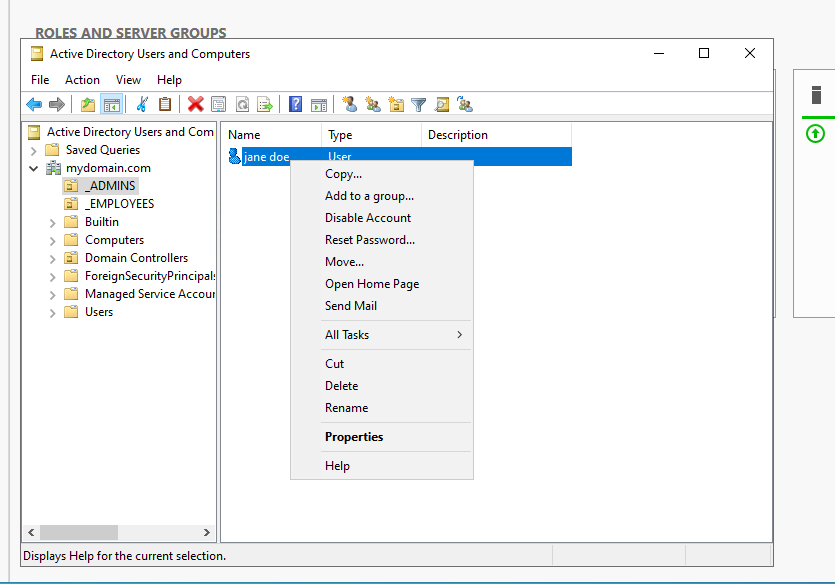 ROLES AND SERVER GROUPS
Active Directory Users and Computers
File Action View Help
Active Directory Users and Com
Saved Queries
mydomain.com
_ADMINS
_EMPLOYEES
Builtin
Computers
Domain Controllers
ForeignSecurityPrincipals
Managed Service Accour
Users
Name Type Description
jane doe User
Copy...
Add to a group...
Disable Account
Reset Password...
Move...
Open Home Page
Send Mail
All Tasks
Cut
Delete
Rename
Properties
Help
Displays Help for the current selection.